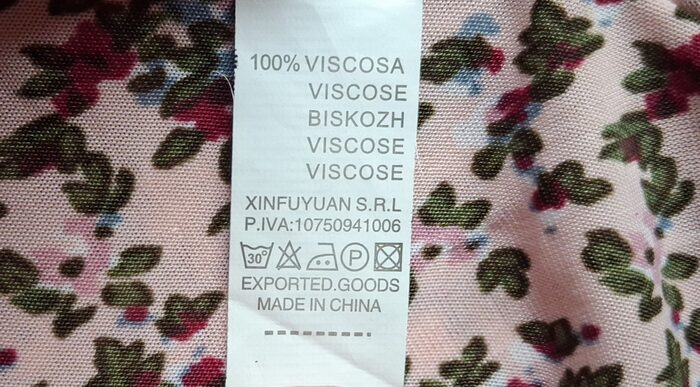 100% VISCOSA
VISCOSE
BISKOZH
VISCOSE
VISCOSE
XINFUYUAN S.R.L
P.IVA:10750941006
30° P
EXPORTED.GOODS
MADE IN CHINA